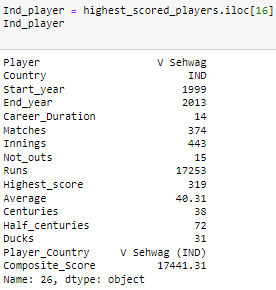 Ind_player = highest_scored_players.iloc[16]
Ind_player
Player V Sehwag
Country IND
Start_year 1999
End_year 2013
Career_Duration 14
Matches 374
Innings 443
Not_outs 15
Runs 17253
Highest_score 319
Average 40.31
Centuries 38
Half_centuries 72
Ducks 31
Player_Country V Sehwag (IND)
Composite_Score 17441.31
Name: 26, dtype: object